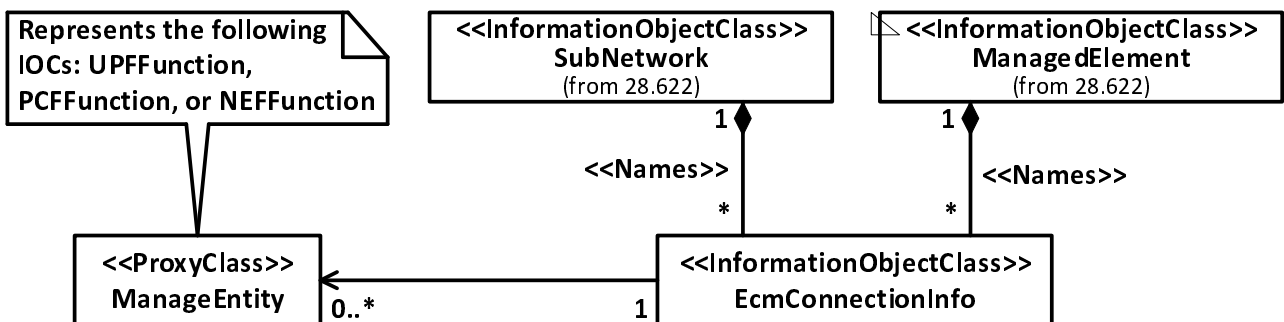 Represents the following
IOCs: UPFFunction,
PCFFunction, or NEFFunction
<<InformationObjectClass>>
SubNetwork
(from 28.622)
<<InformationObjectClass>>
ManagedElement
(from 28.622)
1
1
<<Names>>
<<Names>>
*
*
<<ProxyClass>>
ManageEntity
0..*
1
<<InformationObjectClass>>
EcmConnectionInfo